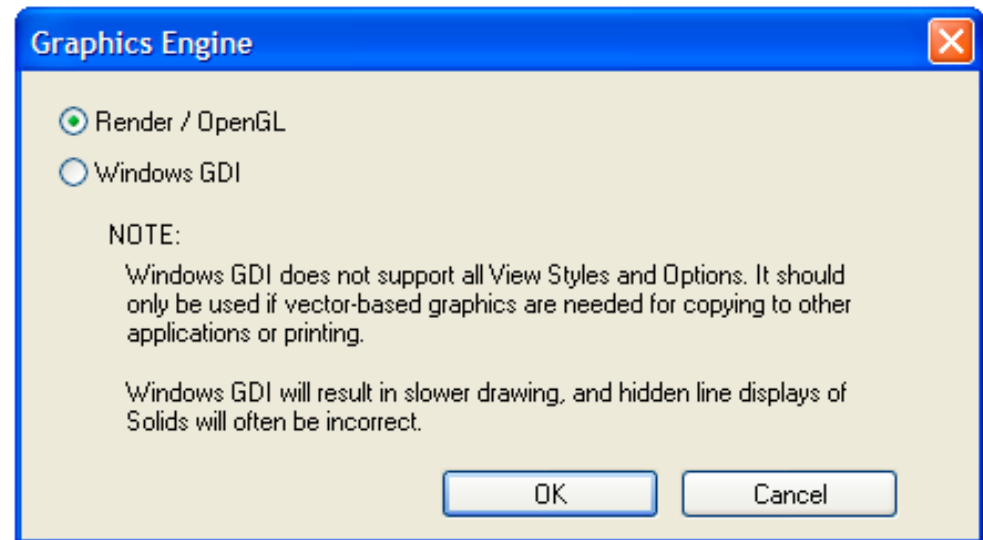 Graphics Engine
Render / OpenGL
Windows GDI
NOTE:
Windows GDI does not support all View Styles and Options. It should
only be used if vector-based graphics are needed for copying to other
applications or printing.
Windows GDI will result in slower drawing, and hidden line displays of
Solids will often be incorrect.
OK Cancel